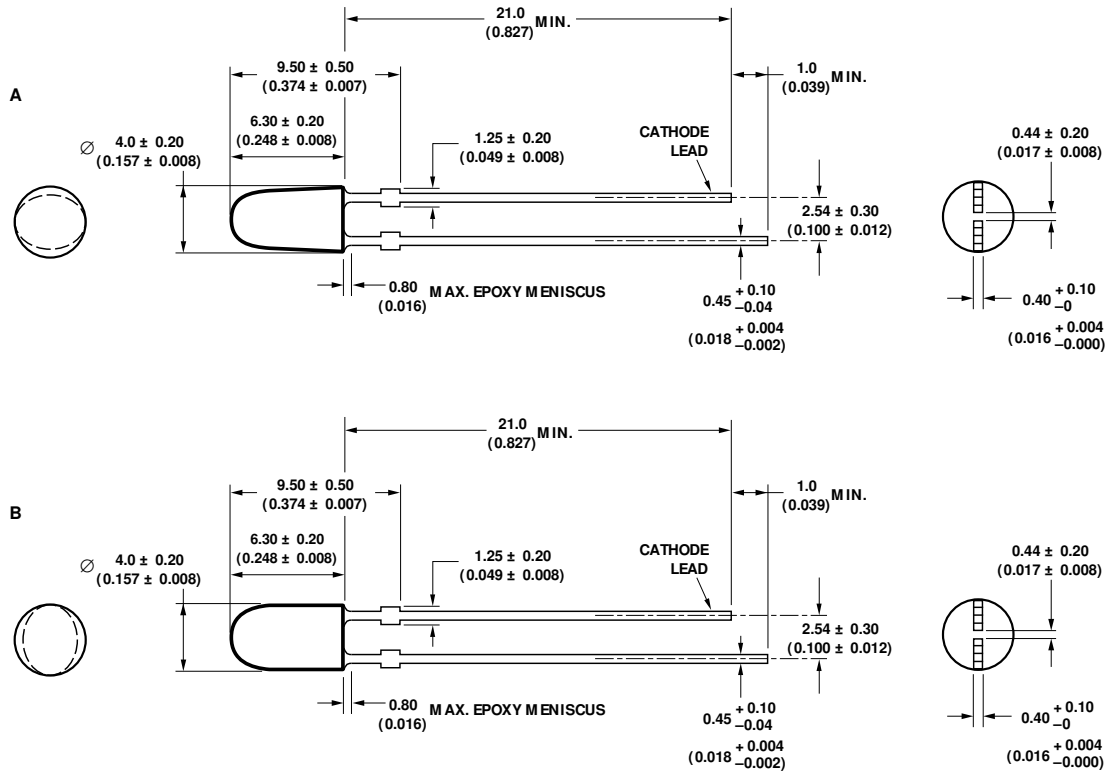 A
21.0
(0.827) MIN.
9.50 ± 0.50
(0.374 ± 0.007)
1.0
(0.039) MIN.
6.30 ± 0.20
(0.248 ± 0.008)
∅ 4.0 ± 0.20
(0.157 ± 0.008)
1.25 ± 0.20
(0.049 ± 0.008)
CATHODE
LEAD
0.44 ± 0.20
(0.017 ± 0.008)
2.54 ± 0.30
(0.100 ± 0.012)
0.80
(0.016) MAX. EPOXY MENISCUS
0.45 + 0.10
–0.04
(0.018 + 0.004
–0.002)
0.40 + 0.10
–0
(0.016 + 0.004
–0.000)
B
21.0
(0.827) MIN.
9.50 ± 0.50
(0.374 ± 0.007)
1.0
(0.039) MIN.
6.30 ± 0.20
(0.248 ± 0.008)
∅ 4.0 ± 0.20
(0.157 ± 0.008)
1.25 ± 0.20
(0.049 ± 0.008)
CATHODE
LEAD
0.44 ± 0.20
(0.017 ± 0.008)
2.54 ± 0.30
(0.100 ± 0.012)
0.80
(0.016) MAX. EPOXY MENISCUS
0.45 + 0.10
–0.04
(0.018 + 0.004
–0.002)
0.40 + 0.10
–0
(0.016 + 0.004
–0.000)